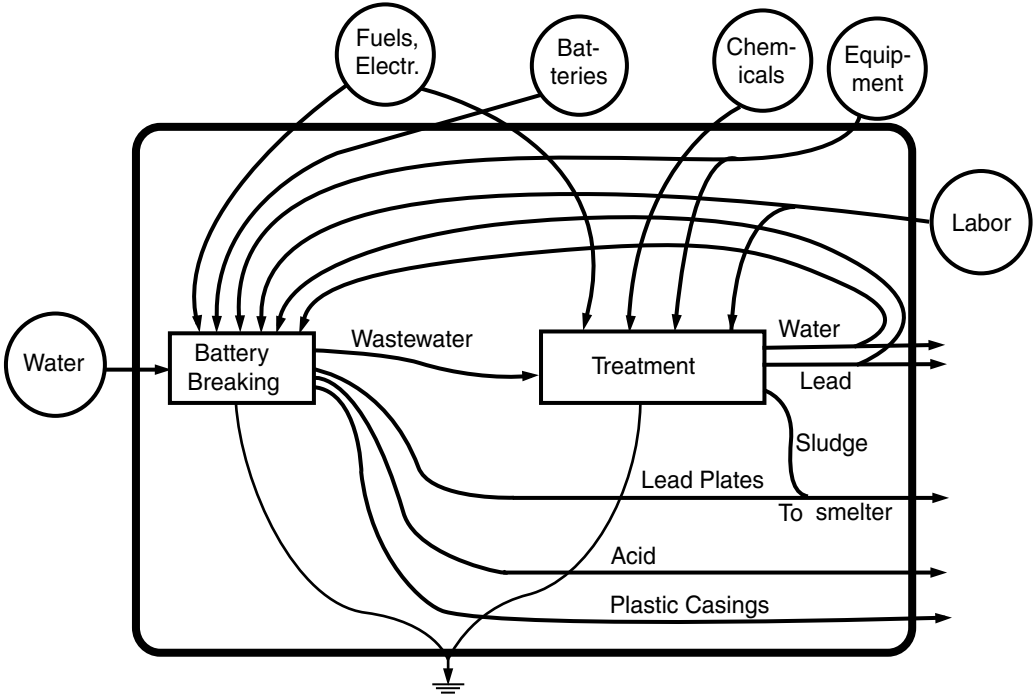 Fuels,
Electr.
Bat-
teries
Chem-
icals
Equip-
ment
Labor
Water
Battery
Breaking
Wastewater
Treatment
Water
Lead
Sludge
Lead Plates
To smelter
Acid
Plastic Casings